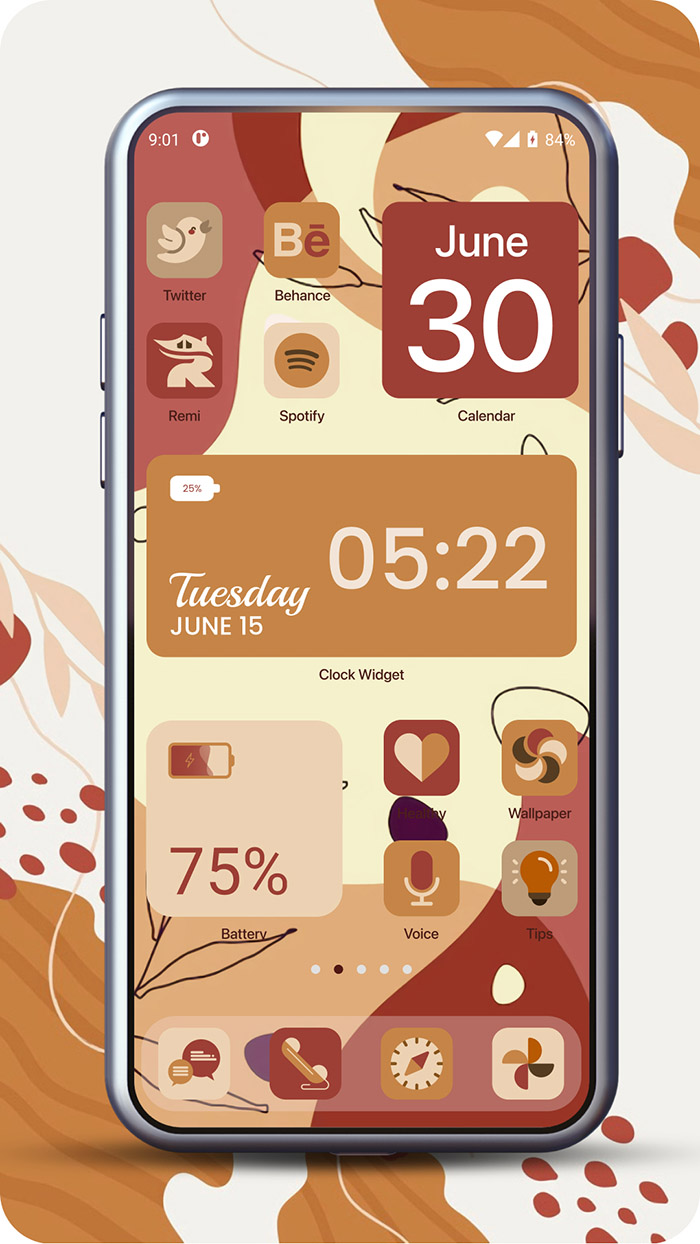 9:01
84%
Twitter
Bē
Behance
June
30
Remi
Spotify
Calendar
25%
05:22
Tuesday
JUNE 15
Clock Widget
75%
Battery
Healthy
Wallpaper
Voice
Tips